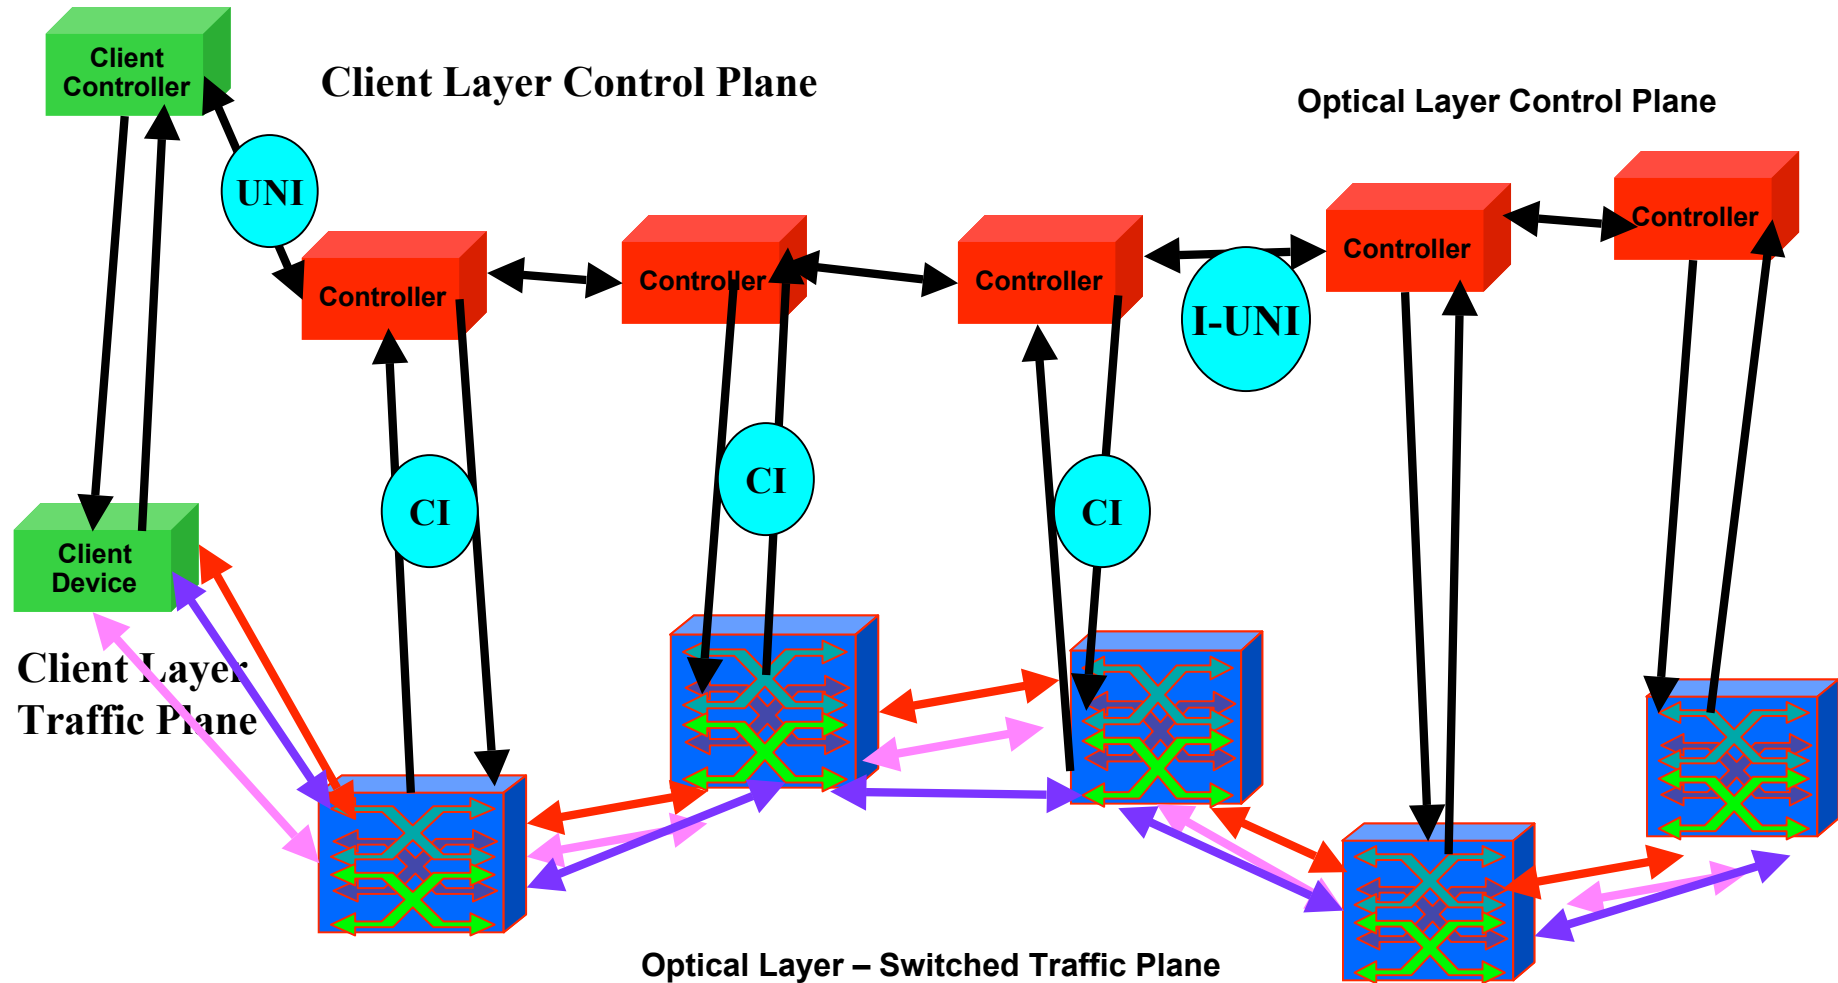 Client
Controller
Client Layer Control Plane
Optical Layer Control Plane
UNI
Controller
Controller
Controller
I-UNI
Controller
Controller
CI
CI
CI
Client
Device
Client Layer
Traffic Plane
Optical Layer – Switched Traffic Plane